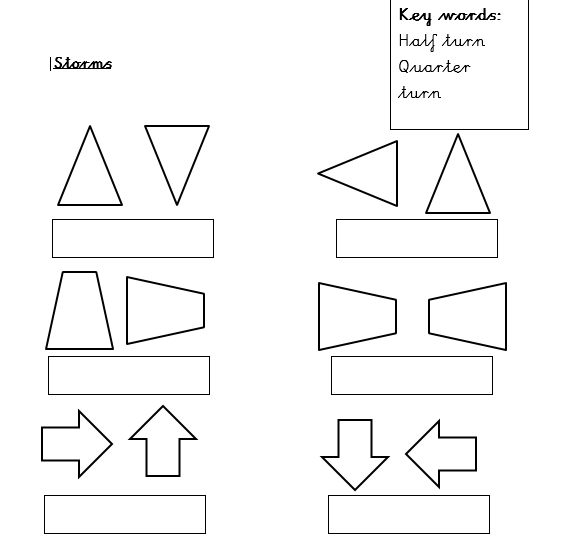 Storms
Key words:
Half turn
Quarter
turn